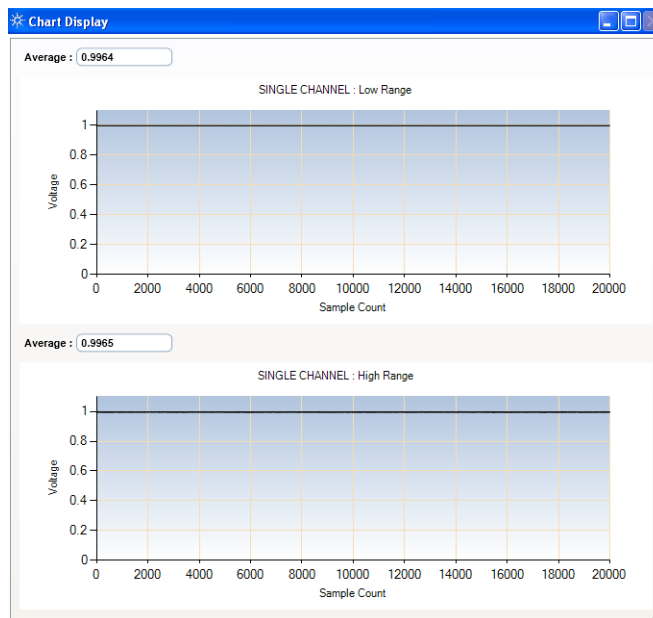 Chart Display
Average : 0.9964
SINGLE CHANNEL : Low Range
1
0.8
0.6
0.4
0.2
0
Voltage
0 2000 4000 6000 8000 10000 12000 14000 16000 18000 20000
Sample Count
Average : 0.9965
SINGLE CHANNEL : High Range
1
0.8
0.6
0.4
0.2
0
Voltage
0 2000 4000 6000 8000 10000 12000 14000 16000 18000 20000
Sample Count